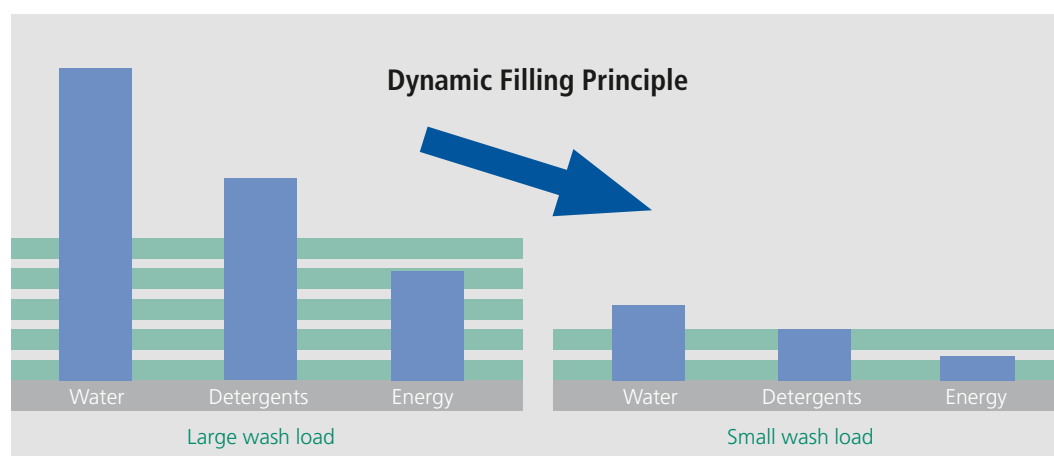 Dynamic Filling Principle
Water Detergents Energy
Large wash load
Water Detergents Energy
Small wash load